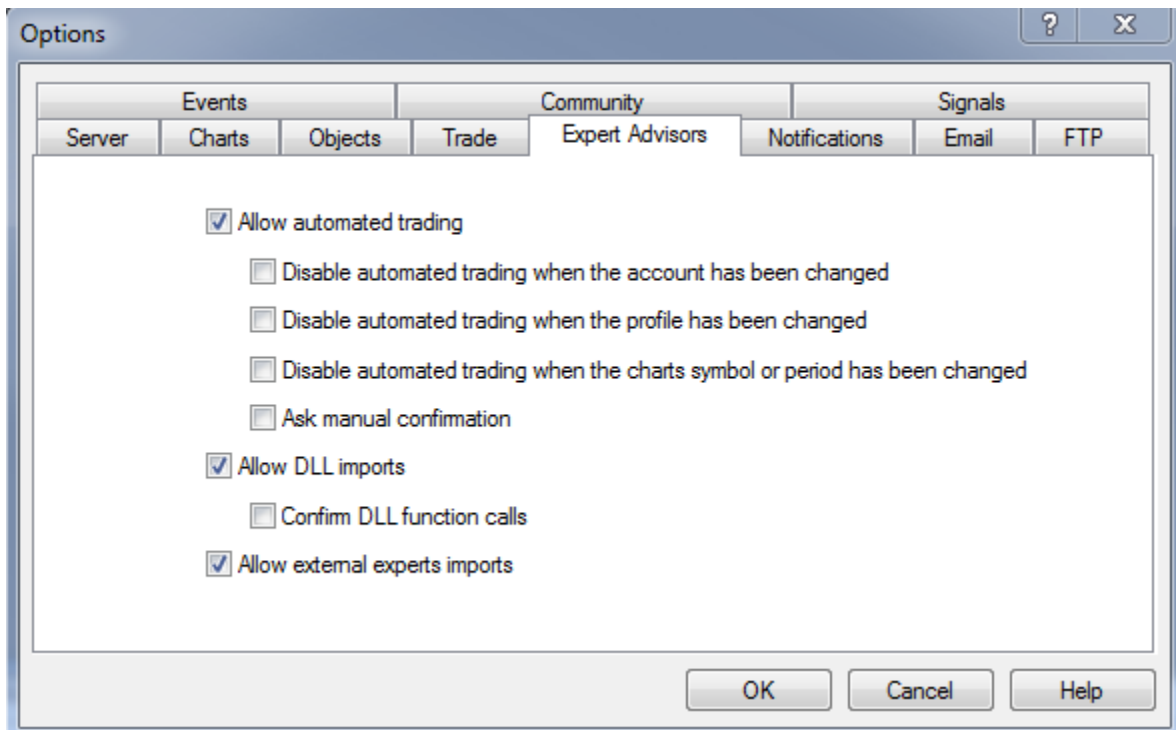 Options
Events Community Signals
Server Charts Objects Trade Expert Advisors Notifications Email FTP
Allow automated trading
Disable automated trading when the account has been changed
Disable automated trading when the profile has been changed
Disable automated trading when the charts symbol or period has been changed
Ask manual confirmation
Allow DLL imports
Confirm DLL function calls
Allow external experts imports
OK Cancel Help